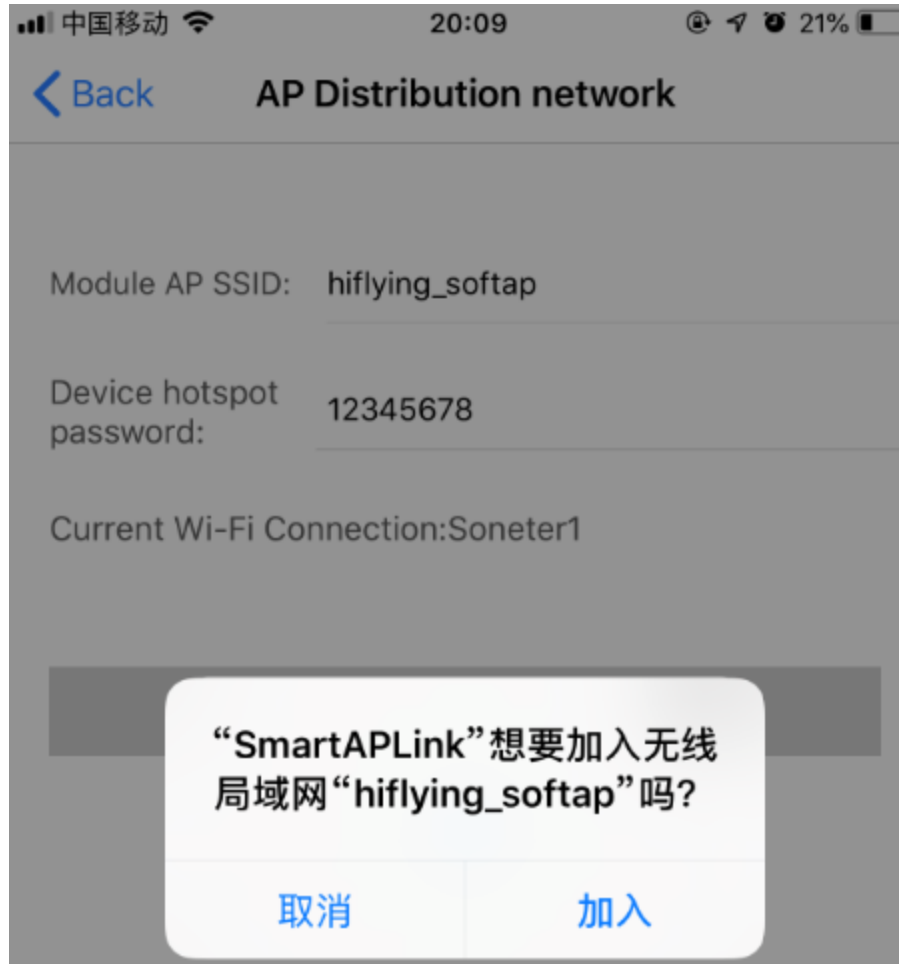 中国移动 20:09 21%
Back AP Distribution network
Module AP SSID: hiflying_softap
Device hotspot
password: 12345678
Current Wi-Fi Connection:Soneter1
“SmartAPLink”想要加入无线
局域网“hiflying_softap”吗?
取消 加入